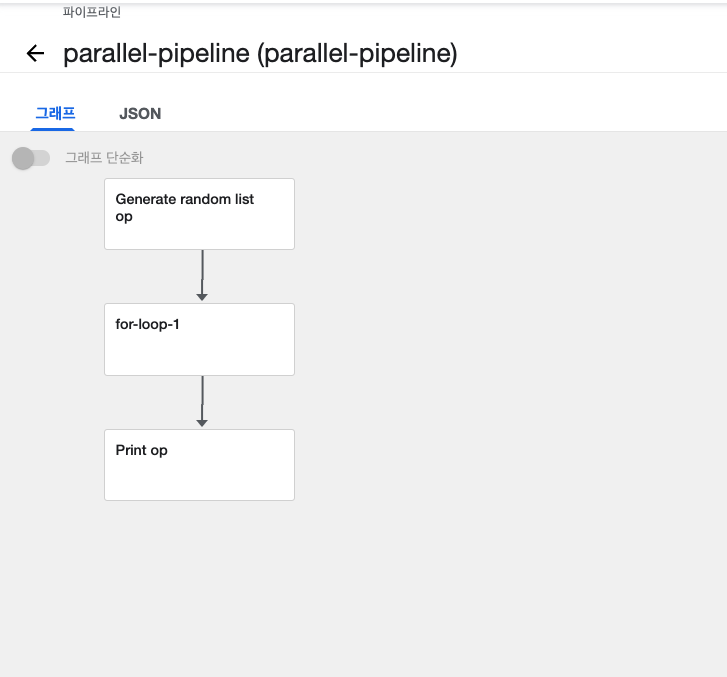 파이프라인
parallel-pipeline (parallel-pipeline)
그래프
JSON
그래프 단순화
Generate random list
op
for-loop-1
Print op